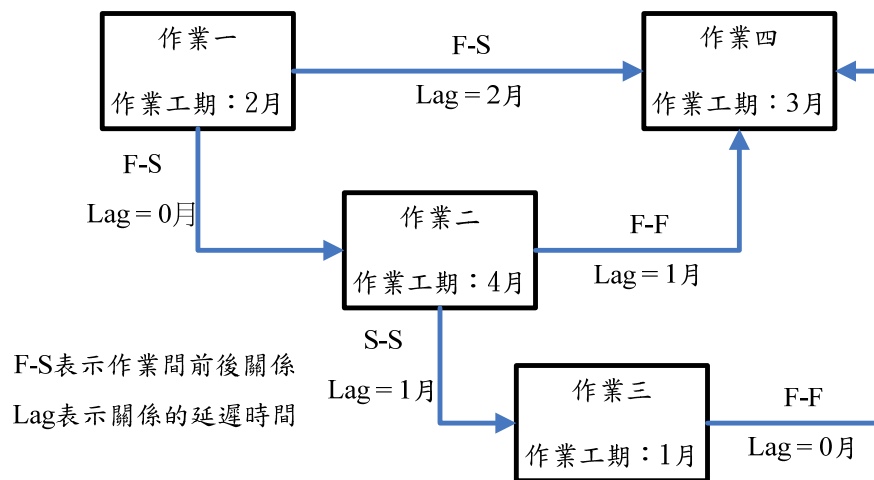 作業一
作業工期：2月
F-S
Lag = 2月
作業四
作業工期：3月
F-S
Lag = 0月
作業二
作業工期：4月
F-F
Lag = 1月
S-S
Lag = 1月
作業三
作業工期：1月
F-F
Lag = 0月
F-S表示作業間前後關係
Lag表示關係的延遲時間